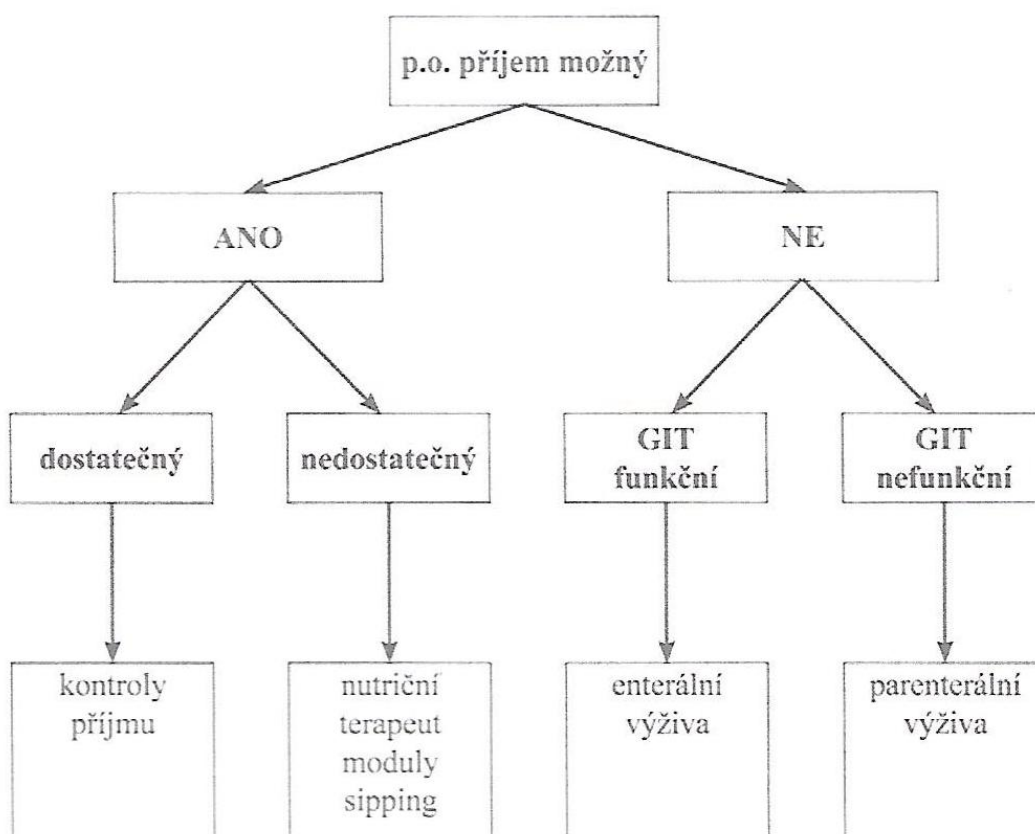 p.o. příjem možný
ANO
NE
dostatečný
nedostatečný
GIT
funkční
GIT
nefunkční
kontroly
příjmu
nutriční
terapeut
moduly
sipping
enterální
výživa
parenterální
výživa